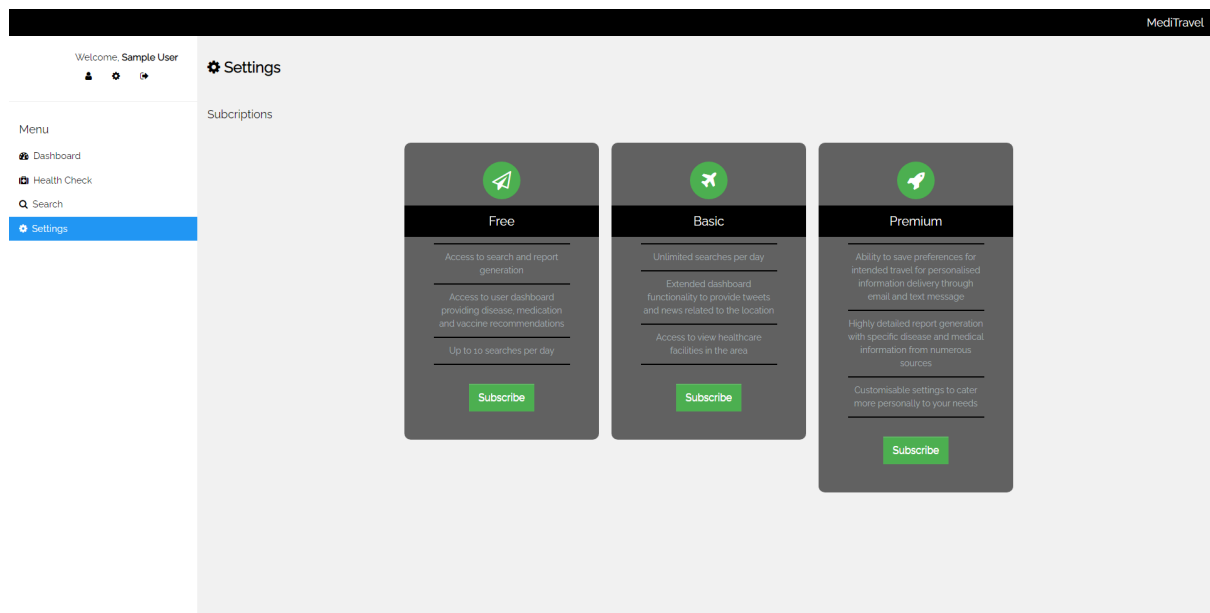 MediTravel
Welcome, Sample User
Settings
Subcriptions
Menu
Dashboard
Health Check
Search
Settings
Free
Access to search and report
generation
Access to user dashboard
providing disease, medication
and vaccine recommendations
Up to 10 searches per day
Subscribe
Basic
Unlimited searches per day
Extended dashboard
functionality to provide tweets
and news related to the location
Access to view healthcare
facilities in the area
Subscribe
Premium
Ability to save preferences for
intended travel for personalised
information delivery through
email and text message
Highly detailed report generation
with specific disease and medical
information from numerous
sources
Customisable settings to cater
more personally to your needs
Subscribe